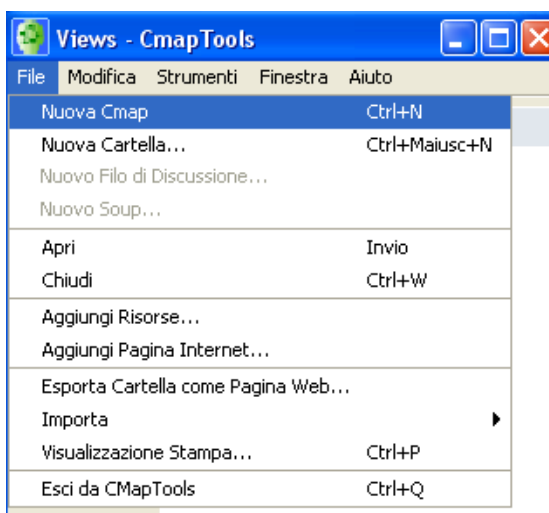 Views - CmapTools
File Modifica Strumenti Finestra Aiuto
Nuova Cmap Ctrl+N
Nuova Cartella... Ctrl+Maiusc+N
Nuovo Filo di Discussione...
Nuovo Soup...
Apri Invio
Chiudi Ctrl+W
Aggiungi Risorse...
Aggiungi Pagina Internet...
Esporta Cartella come Pagina Web...
Importa
Visualizzazione Stampa... Ctrl+P
Esci da CMapTools Ctrl+Q